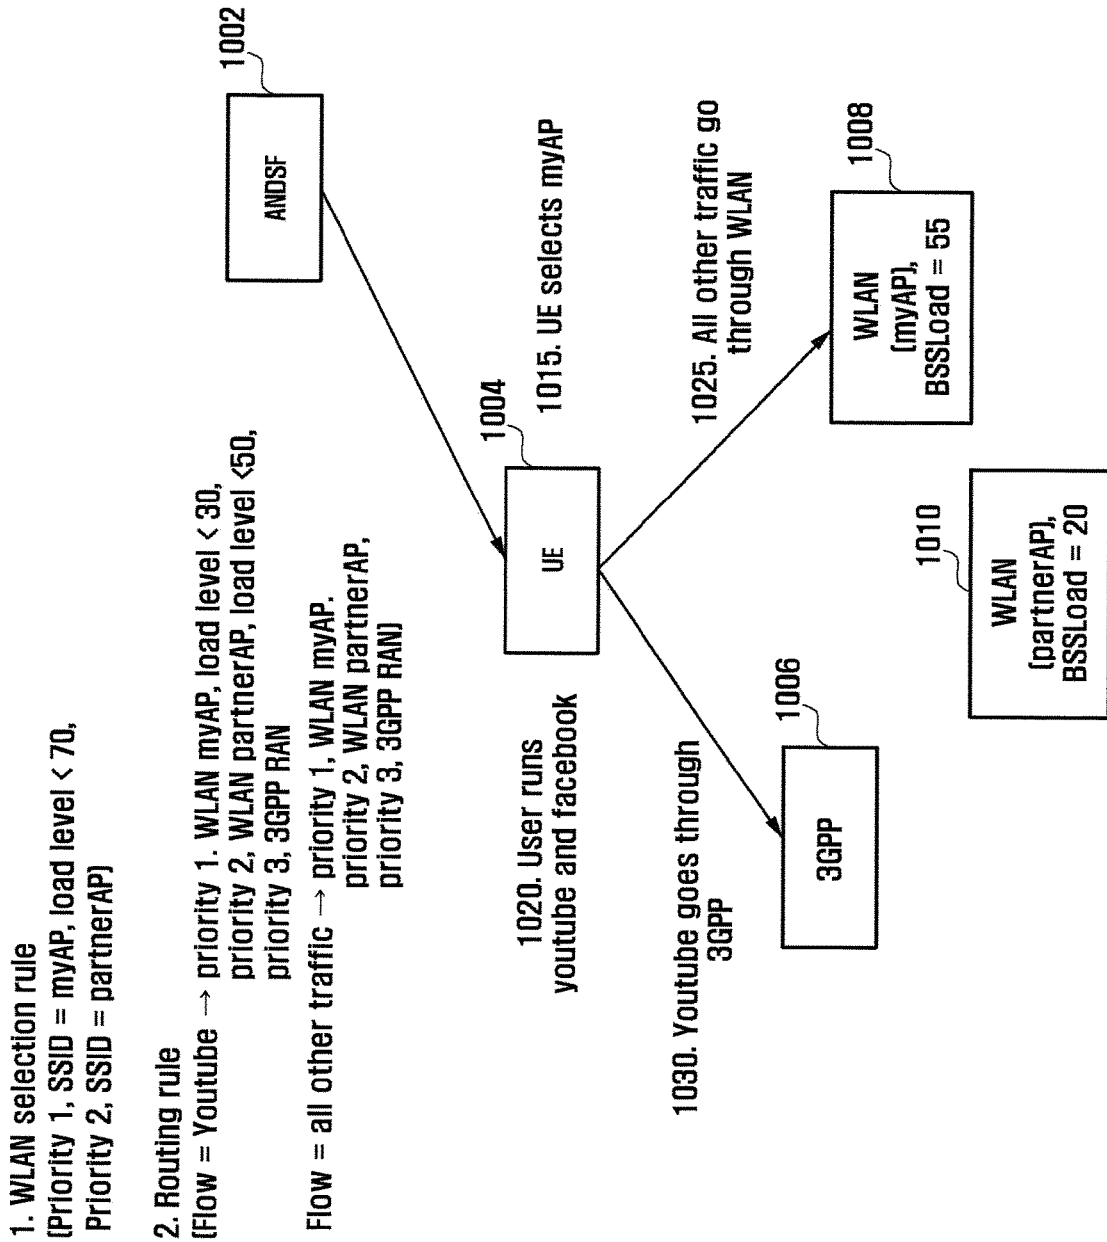 1. WLAN selection rule
(Priority 1, SSID = myAP, load level < 70,
Priority 2, SSID = partnerAP)
2. Routing rule
(Flow = Youtube → priority 1. WLAN myAP, load level < 30,
priority 2, WLAN partnerAP, load level <50,
priority 3, 3GPP RAN
Flow = all other traffic → priority 1, WLAN myAP.
priority 2, WLAN partnerAP,
priority 3, 3GPP RAN)
1002
ANDSF
1004
UE
1015. UE selects myAP
1020. User runs
youtube and facebook
1025. All other traffic go
through WLAN
1030. Youtube goes through
3GPP
1006
3GPP
1010
WLAN
(partnerAP),
BSSLoad = 20
1008
WLAN
(myAP),
BSSLoad = 55